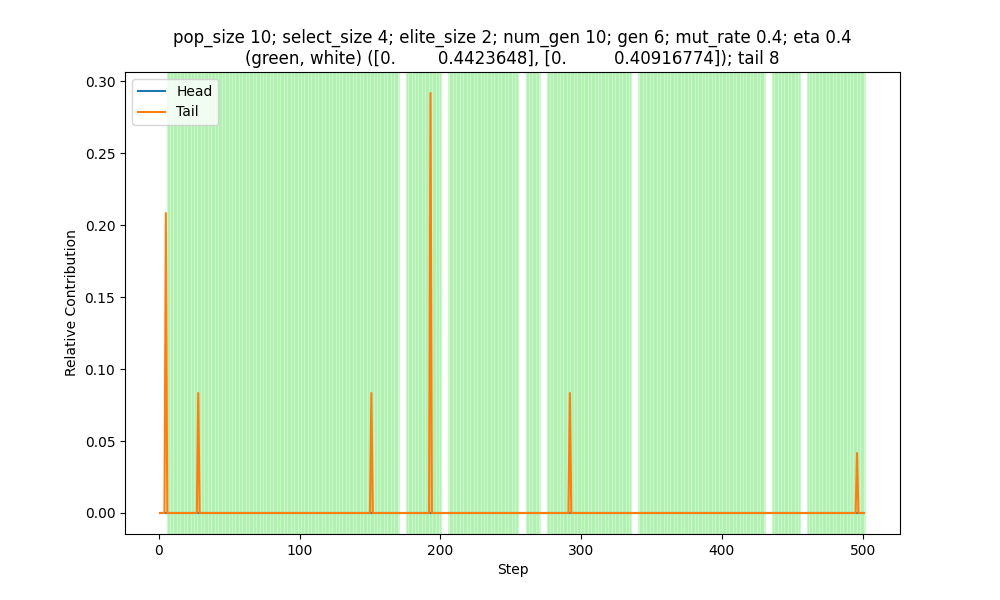 pop_size 10; select_size 4; elite_size 2; num_gen 10; gen 6; mut_rate 0.4; eta 0.4
(green, white) ([0. 0.4423648], [0. 0.40916774]); tail 8
Head
Tail
0.30
0.25
0.20
0.15
0.10
0.05
0.00
Relative Contribution
0 100 200 300 400 500
Step